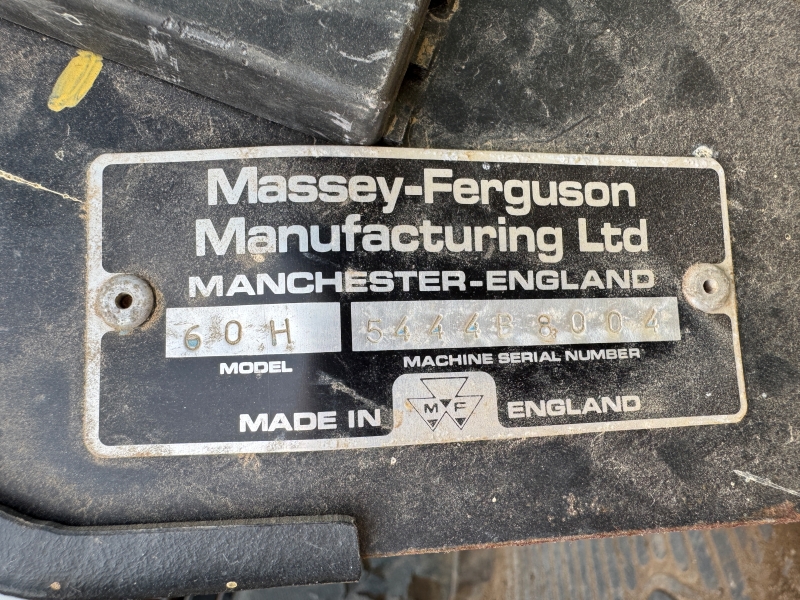 Massey-Ferguson
Manufacturing Ltd
MANCHESTER-ENGLAND
60H 5444B8004
MODEL MACHINE SERIAL NUMBER
MADE IN MF ENGLAND